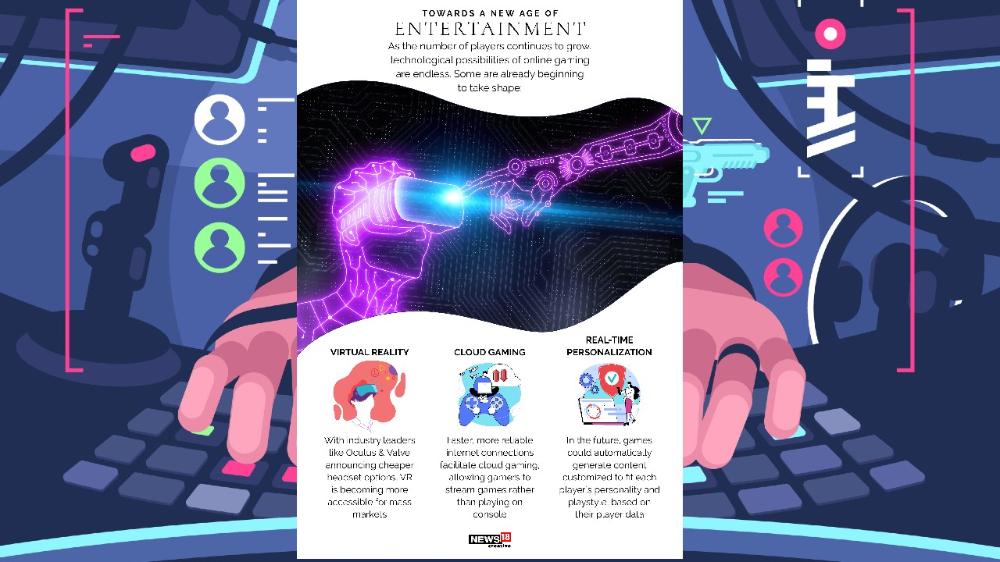 TOWARDS A NEW AGE OF
ENTERTAINMENT
As the number of players continues to grow,
technological possibilities of online gaming
are endless. Some are already beginning
to take shape
VIRTUAL REALITY
With industry leaders
like Oculus & Valve
announcing cheaper
headset options, VR
is becoming more
accessible for mass
markets
CLOUD GAMING
Faster, more reliable
internet connections
facilitate cloud gaming,
allowing gamers to
stream games rather
than playing on
console
REAL-TIME
PERSONALIZATION
In the future, games
could automatically
generate content
customized to fit each
player's personality and
playstyle, based on
their player data
NEWS 18
creative